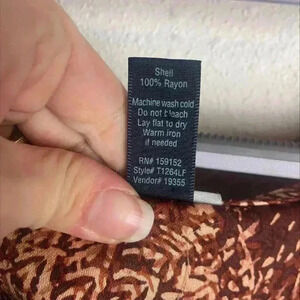 Shell
100% Rayon
Machine wash cold
Do not bleach
Lay flat to dry
Warm iron
if needed
RN# 159152
Style# T1264LF
Vendor# 19355